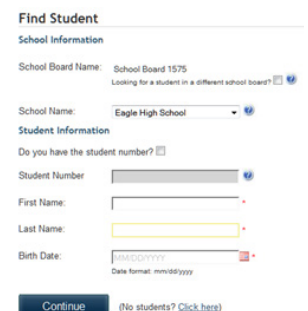 Find Student
School Information
School Board Name: School Board 1575
Looking for a student in a different school board?
School Name: Eagle High School
Student Information
Do you have the student number?
Student Number
First Name: *
Last Name: *
Birth Date: MM/DD/YYYY *
Date format: mm/dd/yyyy
Continue (No students? Click here)